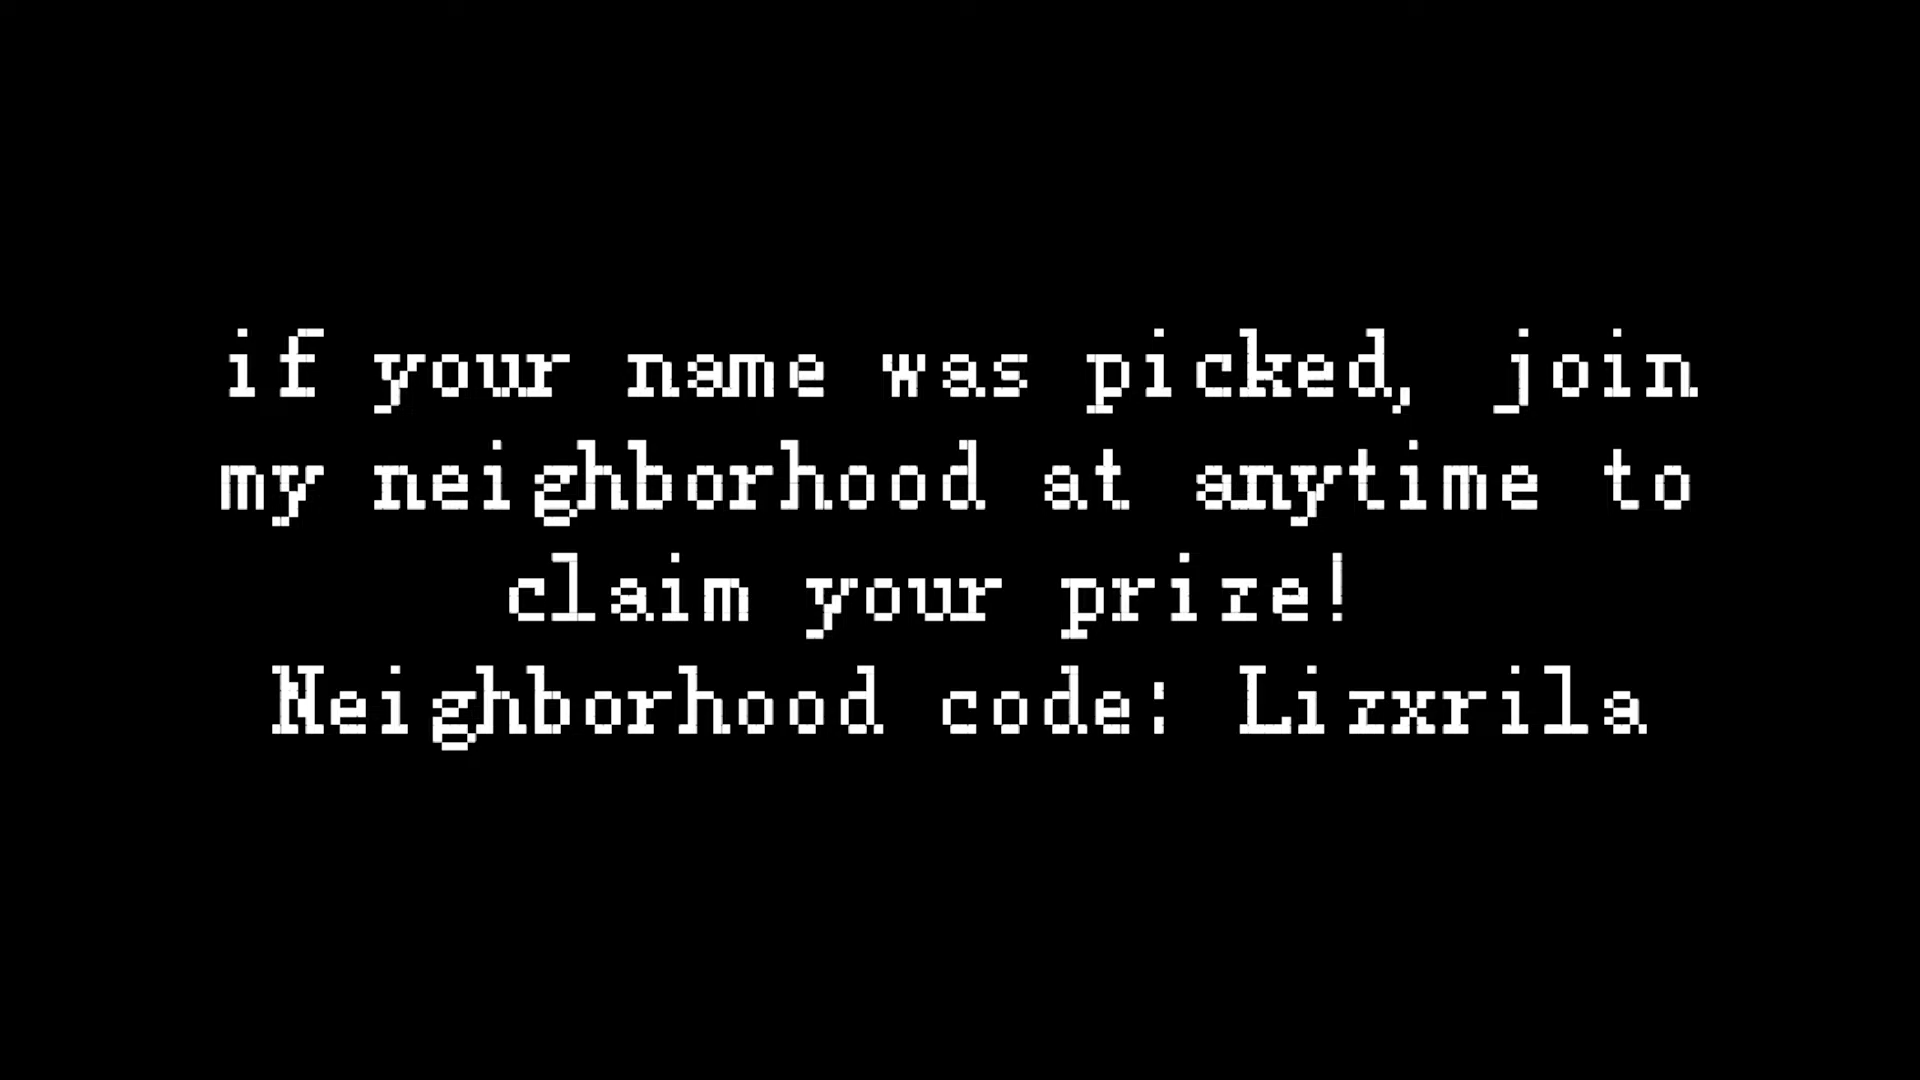 if your name was picked, join
my neighborhood at anytime to
claim your prize!
Neighborhood code: Lizxrila